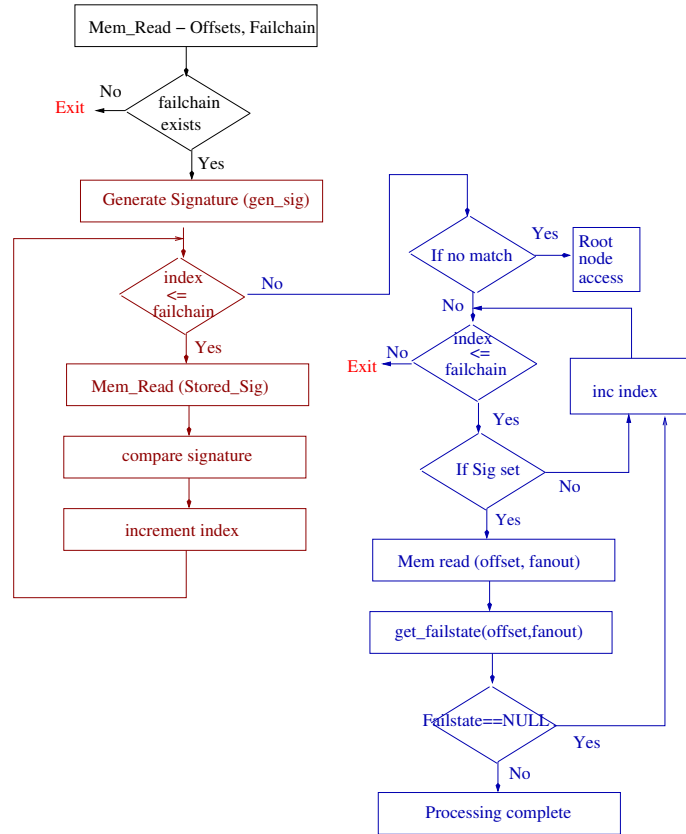 Mem_Read – Offsets, Failchain
No
failchain
exists
Exit
Yes
Generate Signature (gen_sig)
index
<=
failchain
No
Yes
Mem_Read (Stored_Sig)
compare signature
increment index
If no match
Yes
Root
node
access
No
index
<=
failchain
No
Exit
inc index
Yes
If Sig set
No
Yes
Mem read (offset, fanout)
get_failstate(offset,fanout)
Failstate==NULL
Yes
No
Processing complete